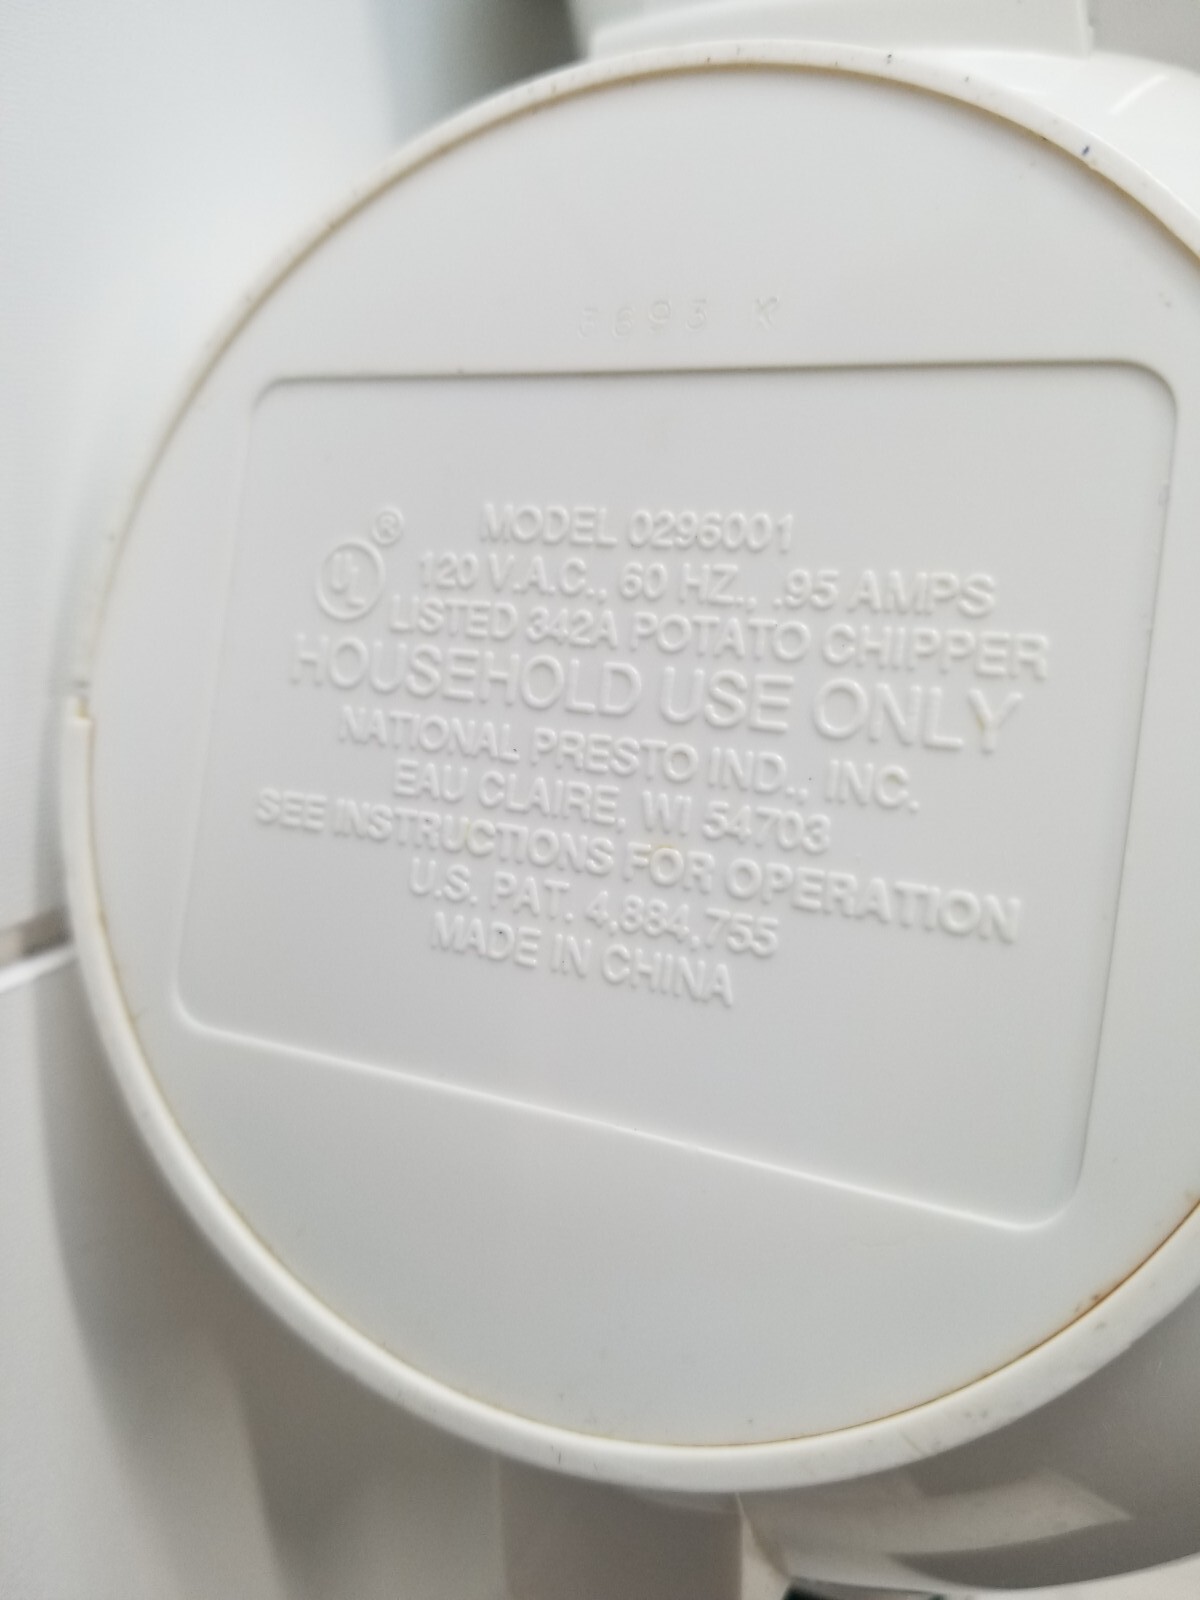 MODEL 0296001
UL ® 120 V.A.C., 60 HZ., .95 AMPS
LISTED 342A POTATO CHIPPER
HOUSEHOLD USE ONLY
NATIONAL PRESTO IND., INC.
EAU CLAIRE, WI 54703
SEE INSTRUCTIONS FOR OPERATION
U.S. PAT. 4,884,755
MADE IN CHINA